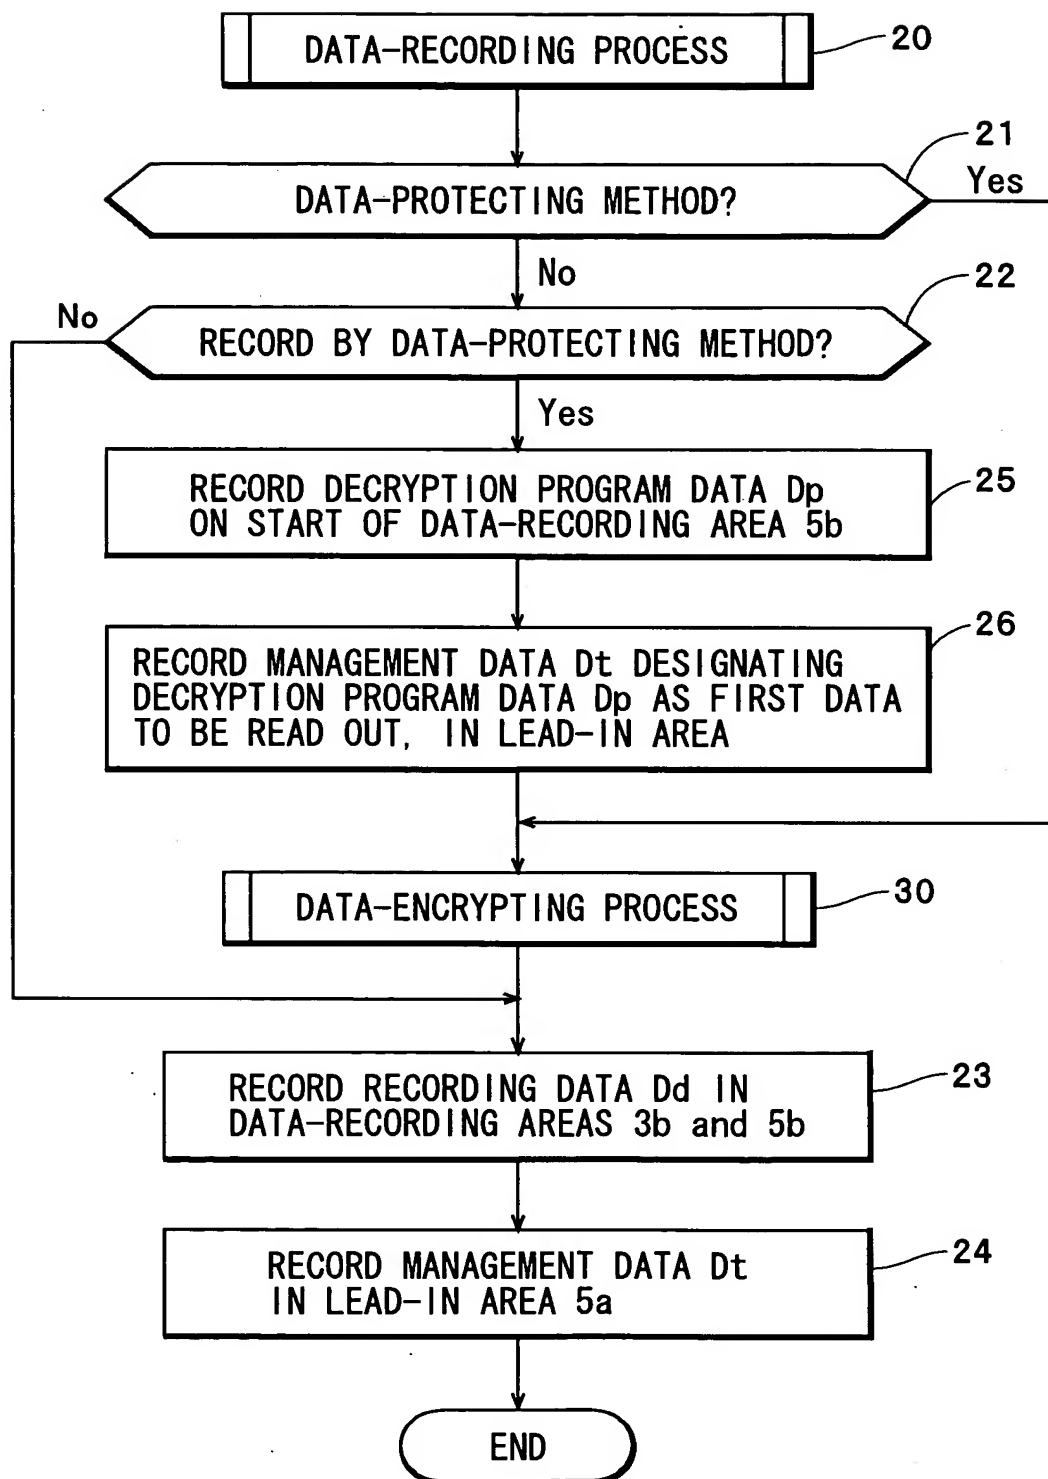 DATA-RECORDING PROCESS
20
21
DATA-PROTECTING METHOD?
Yes
No
22
No
RECORD BY DATA-PROTECTING METHOD?
Yes
RECORD DECRYPTION PROGRAM DATA Dp
ON START OF DATA-RECORDING AREA 5b
25
26
RECORD MANAGEMENT DATA Dt DESIGNATING
DECRYPTION PROGRAM DATA Dp AS FIRST DATA
TO BE READ OUT, IN LEAD-IN AREA
DATA-ENCRYPTING PROCESS
30
RECORD RECORDING DATA Dd IN
DATA-RECORDING AREAS 3b and 5b
23
RECORD MANAGEMENT DATA Dt
IN LEAD-IN AREA 5a
24
END